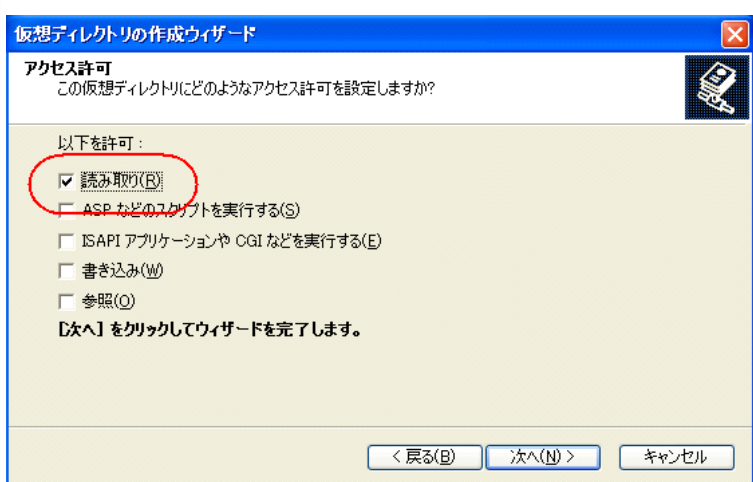 仮想ディレクトリの作成ウィザード
アクセス許可
この仮想ディレクトリにどのようなアクセス許可を設定しますか?
以下を許可:
読み取り(R)
ASP などのスクリプトを実行する(S)
ISAPI アプリケーションや CGI などを実行する(E)
書き込み(W)
参照(O)
[次へ] をクリックしてウィザードを完了します。
< 戻る(B) 次へ(N) > キャンセル